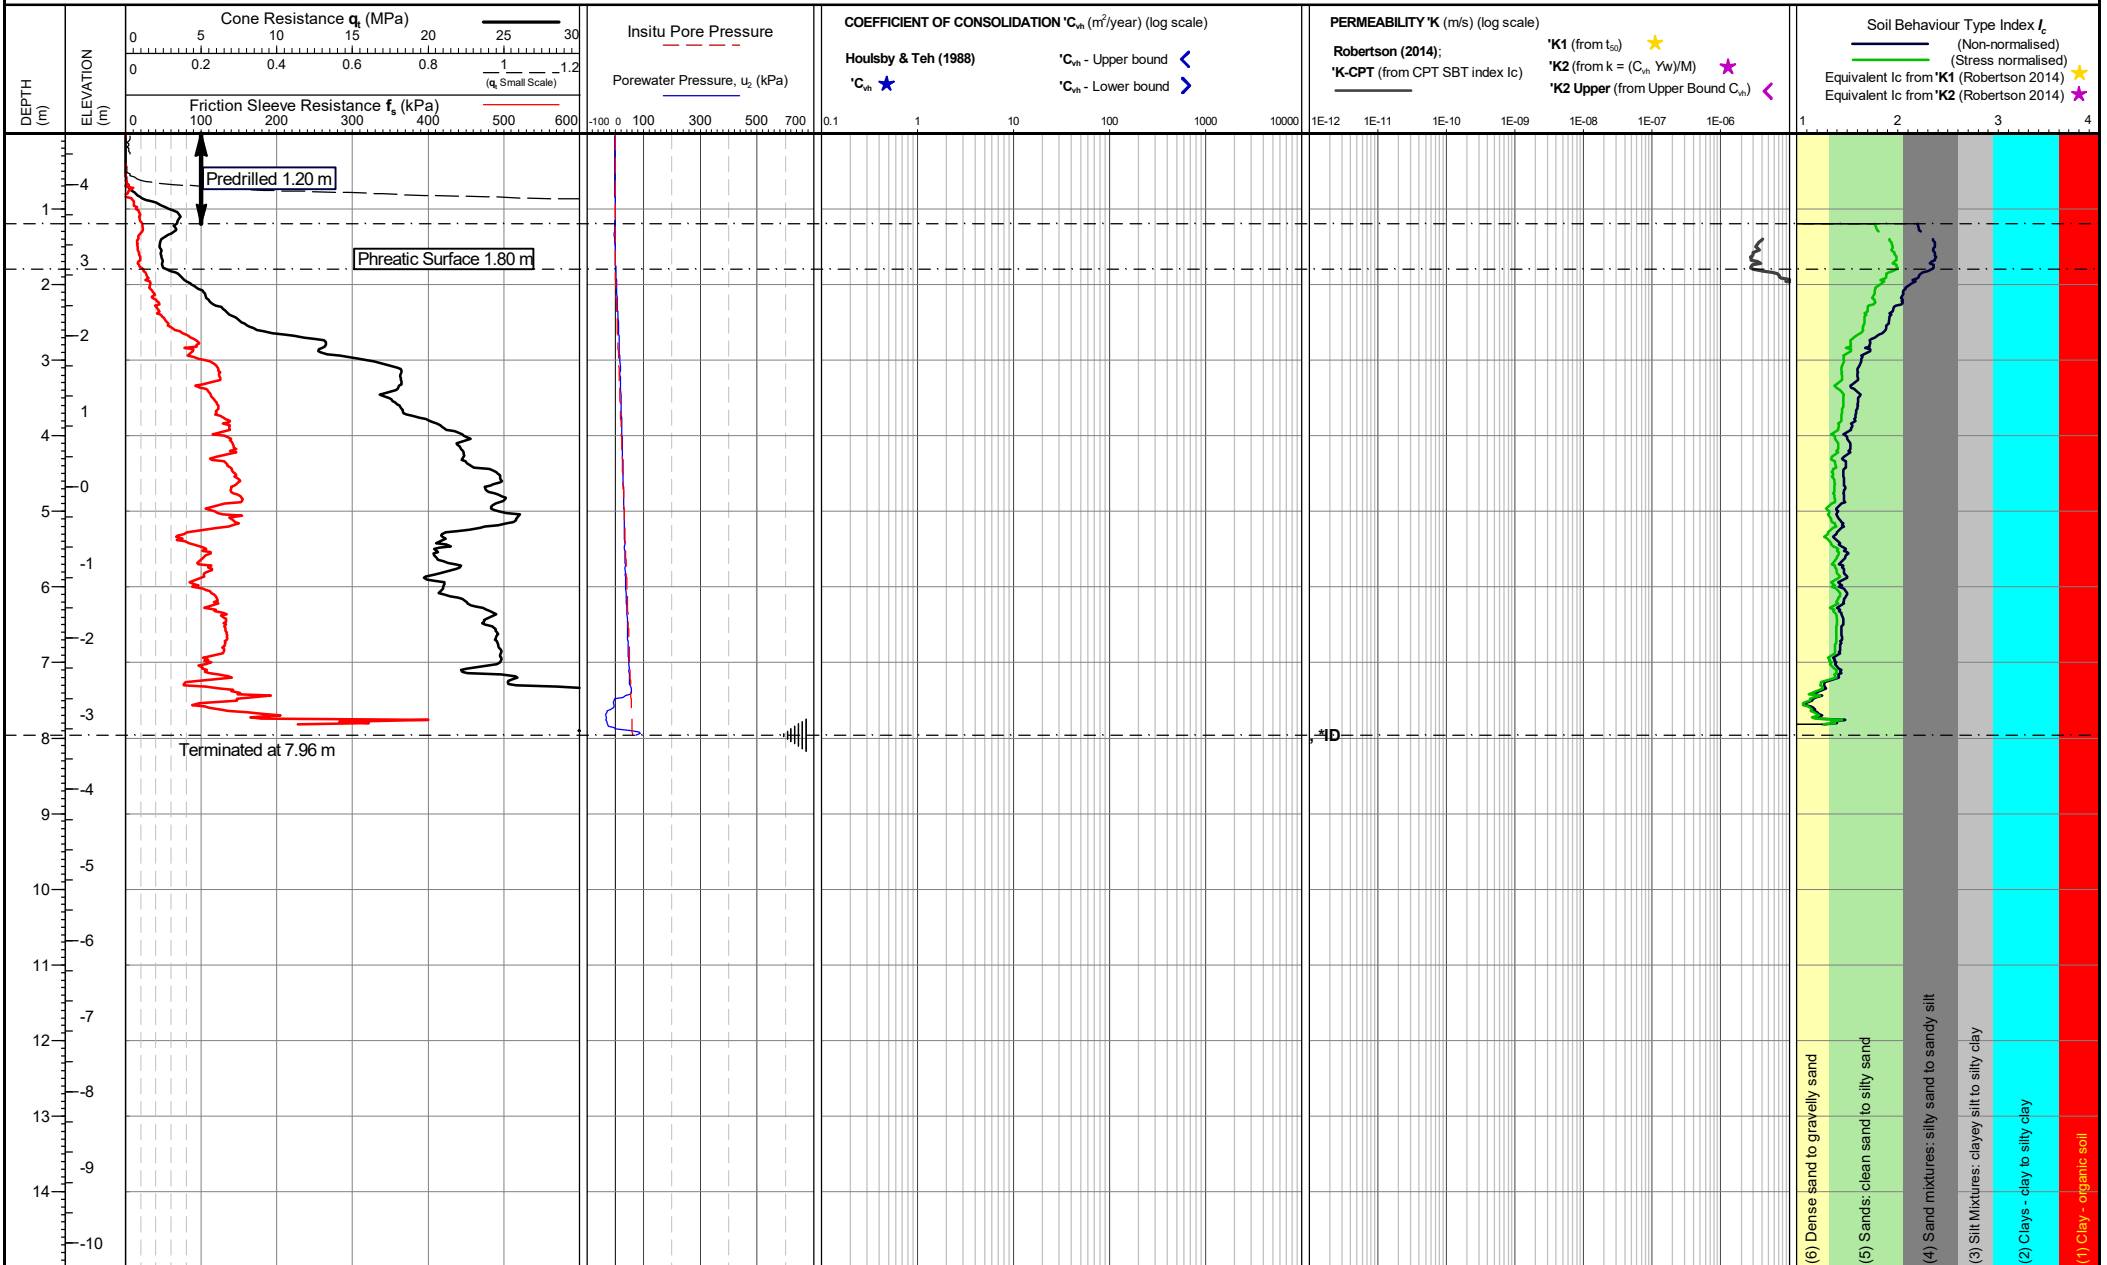 DEPTH (m)
ELEVATION (m)
Cone Resistance qt (MPa)
0 5 10 15 20 25 30
0 0.2 0.4 0.6 0.8 1 1.2
(qt Small Scale)
Friction Sleeve Resistance fs (kPa)
0 100 200 300 400 500 600
Insitu Pore Pressure
Porewater Pressure, u2 (kPa)
-100 0 100 300 500 700
COEFFICIENT OF CONSOLIDATION 'Cvh (m2/year) (log scale)
Houlsby & Teh (1988)
'Cvh
'Cvh - Upper bound
'Cvh - Lower bound
0.1 1 10 100 1000 10000
PERMEABILITY 'K (m/s) (log scale)
Robertson (2014);
'K-CPT (from CPT SBT index Ic)
'K1 (from t50)
'K2 (from k = (Cvh Yw)/M)
'K2 Upper (from Upper Bound Cvh)
1E-12 1E-11 1E-10 1E-09 1E-08 1E-07 1E-06
Soil Behaviour Type Index Ic
(Non-normalised)
(Stress normalised)
Equivalent Ic from 'K1 (Robertson 2014)
Equivalent Ic from 'K2 (Robertson 2014)
1 2 3 4
Predrilled 1.20 m
Phreatic Surface 1.80 m
Terminated at 7.96 m
, *ID
1
2
3
4
5
6
7
8
9
10
11
12
13
14
4
3
2
1
0
-1
-2
-3
-4
-5
-6
-7
-8
-9
-10
(6) Dense sand to gravelly sand
(5) Sands: clean sand to silty sand
(4) Sand mixtures: silty sand to sandy silt
(3) Silt Mixtures: clayey silt to silty clay
(2) Clays - clay to silty clay
(1) Clay - organic soil